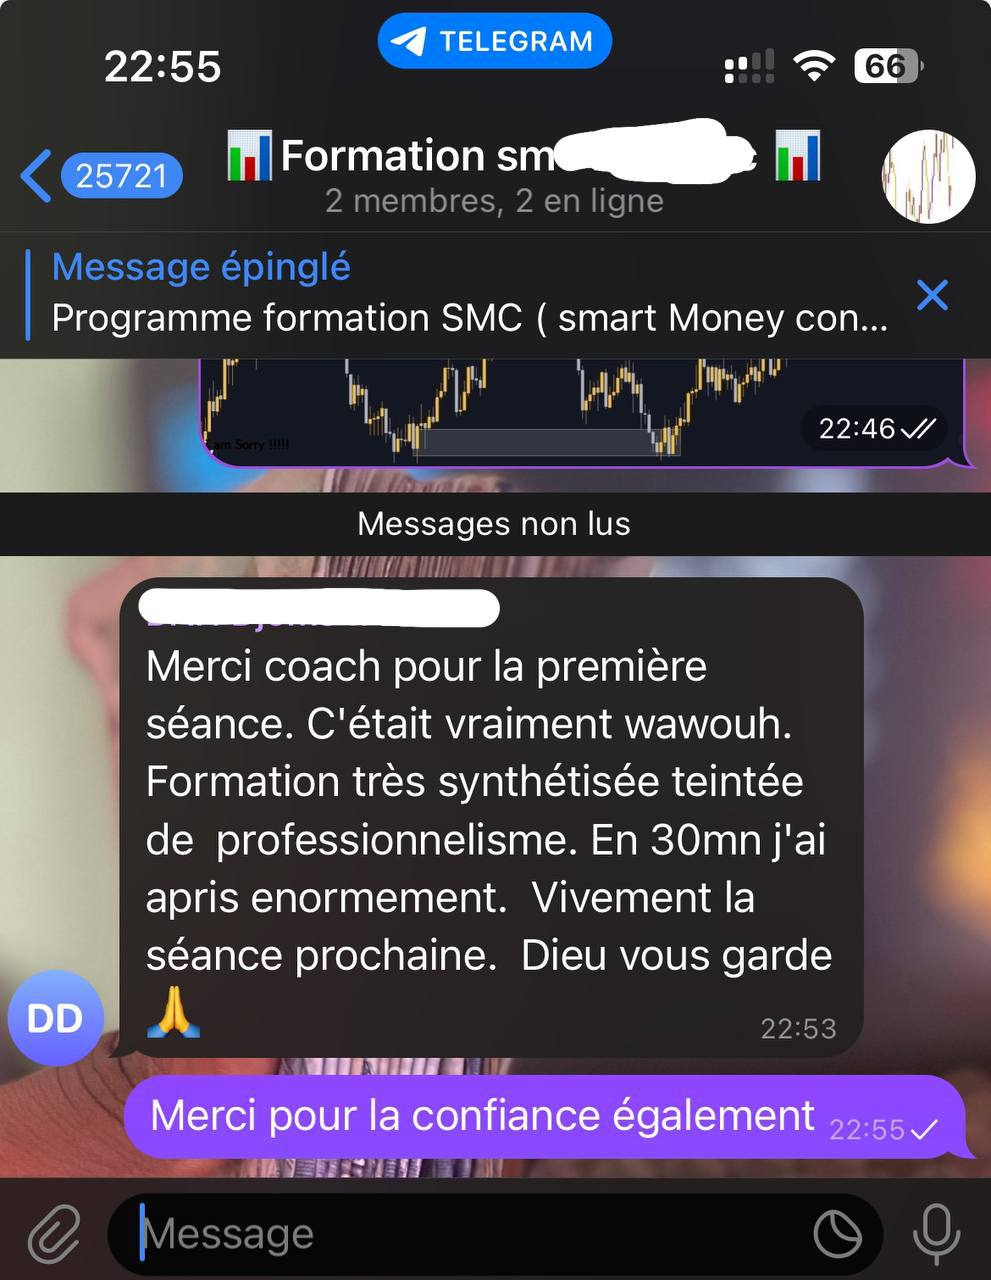 22:55
TELEGRAM
66
25721
Formation sm
2 membres, 2 en ligne
Message épinglé
Programme formation SMC ( smart Money con...
am Sorry !!!!!
22:46
Messages non lus
Merci coach pour la première
séance. C'était vraiment wawouh.
Formation très synthétisée teintée
de  professionnelisme. En 30mn j'ai
apris enormement.  Vivement la
séance prochaine.  Dieu vous garde
🙏
22:53
DD
Merci pour la confiance également
22:55
Message